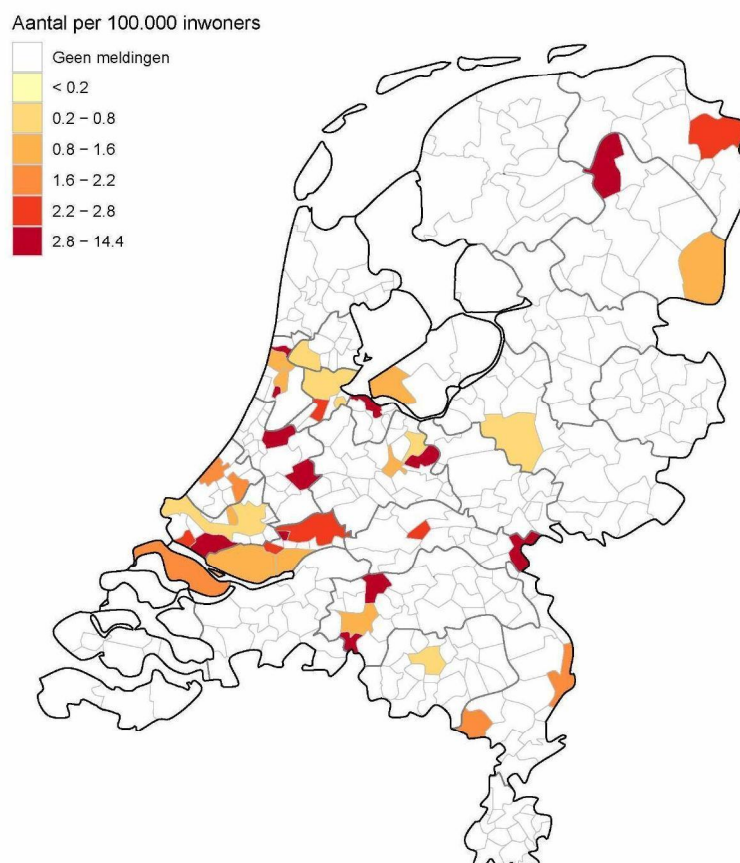 Aantal per 100.000 inwoners
Geen meldingen
< 0.2
0.2 – 0.8
0.8 – 1.6
1.6 – 2.2
2.2 – 2.8
2.8 – 14.4